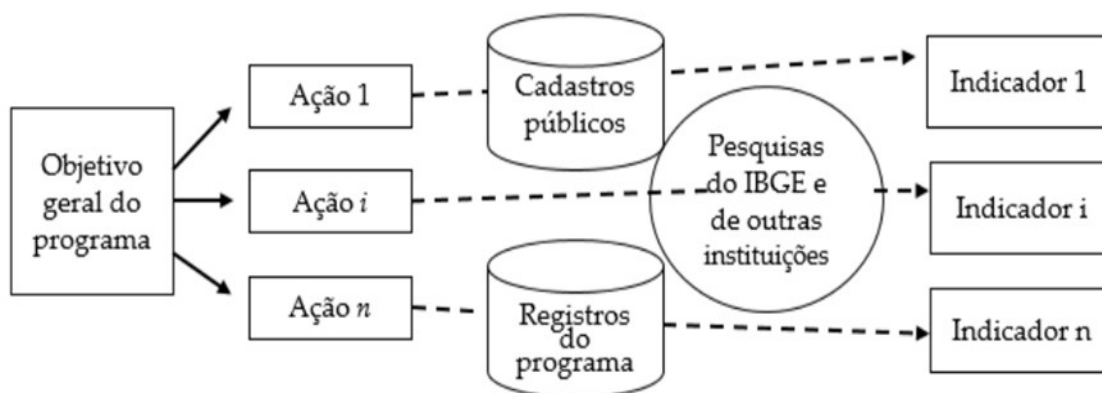 Objetivo
geral do
programa
Ação 1
Ação i
Ação n
Cadastros
públicos
Pesquisas
do IBGE e
de outras
instituições
Registros
do
programa
Indicador 1
Indicador i
Indicador n